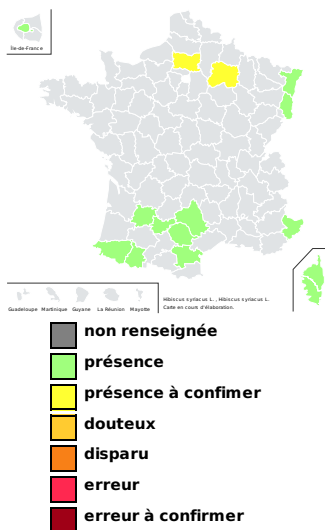 Île-de-France
Guadeloupe Martinique Guyane La Réunion Mayotte
Hibiscus syriacus L., Hibiscus syriacus L.
Carte en cours d'élaboration.
non renseignée
présence
présence à confimer
douteux
disparu
erreur
erreur à confirmer